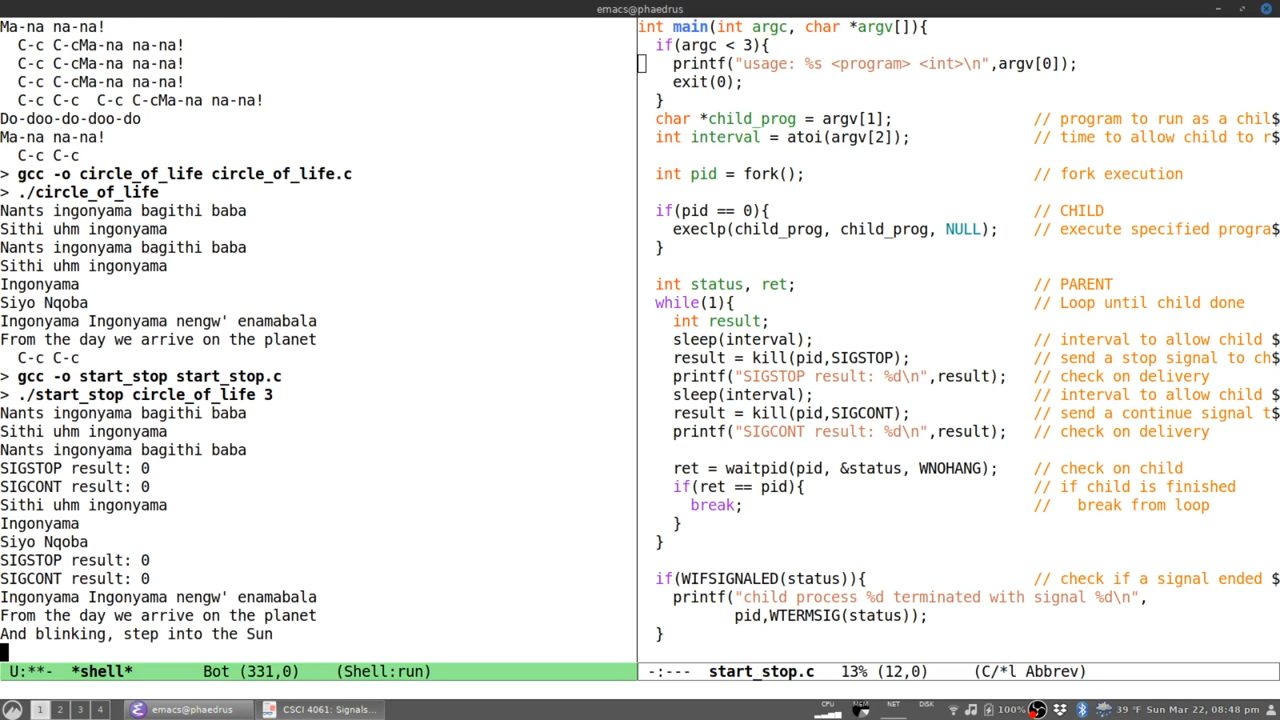 emacs@phaedrus
Ma-na na-na!
  C-c C-cMa-na na-na!
  C-c C-cMa-na na-na!
  C-c C-cMa-na na-na!
  C-c C-c  C-c C-cMa-na na-na!
Do-doo-do-doo-do
Ma-na na-na!
  C-c C-c
> gcc -o circle_of_life circle_of_life.c
> ./circle_of_life
Nants ingonyama bagithi baba
Sithi uhm ingonyama
Nants ingonyama bagithi baba
Sithi uhm ingonyama
Ingonyama
Siyo Nqoba
Ingonyama Ingonyama nengw' enamabala
From the day we arrive on the planet
  C-c C-c
> gcc -o start_stop start_stop.c
> ./start_stop circle_of_life 3
Nants ingonyama bagithi baba
Sithi uhm ingonyama
Nants ingonyama bagithi baba
SIGSTOP result: 0
SIGCONT result: 0
Sithi uhm ingonyama
Ingonyama
Siyo Nqoba
SIGSTOP result: 0
SIGCONT result: 0
Ingonyama Ingonyama nengw' enamabala
From the day we arrive on the planet
And blinking, step into the Sun
U:**-  *shell*        Bot (331,0)    (Shell:run)
int main(int argc, char *argv[]){
  if(argc < 3){
    printf("usage: %s <program> <int>\n",argv[0]);
    exit(0);
  }
  char *child_prog = argv[1];                // program to run as a chil$
  int interval = atoi(argv[2]);              // time to allow child to r$
  int pid = fork();                          // fork execution
  if(pid == 0){                              // CHILD
    execlp(child_prog, child_prog, NULL);    // execute specified progra$
  }
  int status, ret;                           // PARENT
  while(1){                                  // Loop until child done
    int result;
    sleep(interval);                         // interval to allow child $
    result = kill(pid,SIGSTOP);              // send a stop signal to ch$
    printf("SIGSTOP result: %d\n",result);   // check on delivery
    sleep(interval);                         // interval to allow child $
    result = kill(pid,SIGCONT);              // send a continue signal t$
    printf("SIGCONT result: %d\n",result);   // check on delivery
    ret = waitpid(pid, &status, WNOHANG);    // check on child
    if(ret == pid){                          // if child is finished
      break;                                 //   break from loop
    }
  }
  if(WIFSIGNALED(status)){                   // check if a signal ended $
    printf("child process %d terminated with signal %d\n",
           pid,WTERMSIG(status));
  }
-:---  start_stop.c   13% (12,0)     (C/*l Abbrev)
1 2 3 4 emacs@phaedrus CSCI 4061: Signals... CPU MEM NET DISK 100% 39 °F Sun Mar 22, 08:48 pm